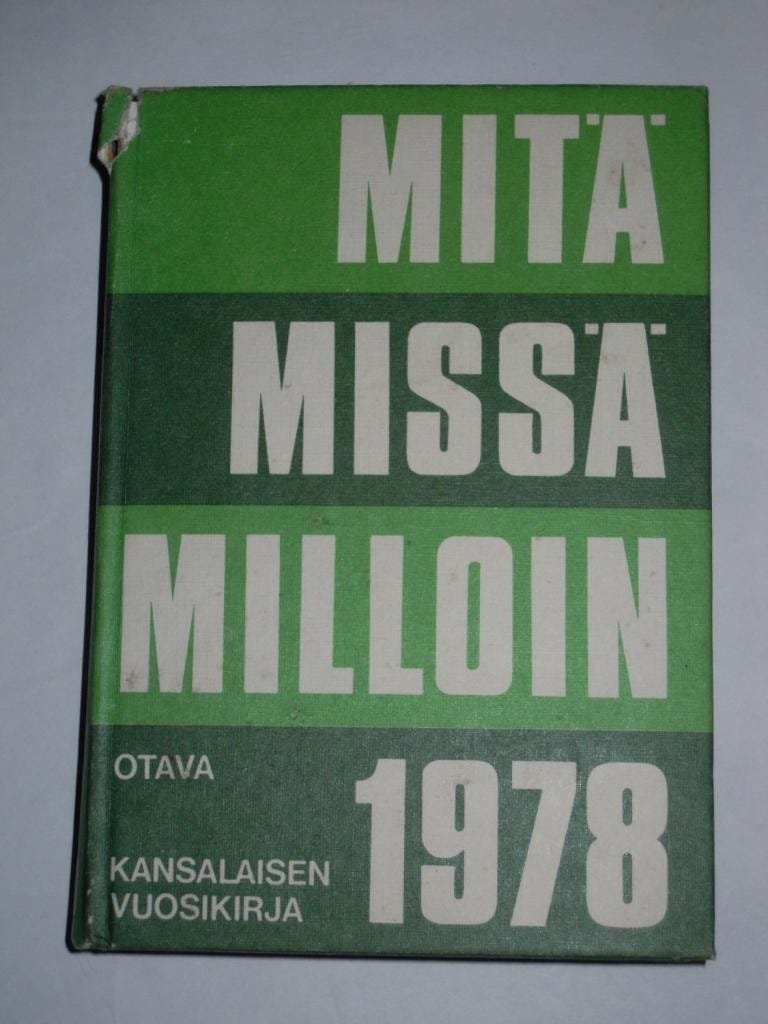 MITÄ
MISSÄ
MILLOIN
OTAVA
1978
KANSALAISEN
VUOSIKIRJA